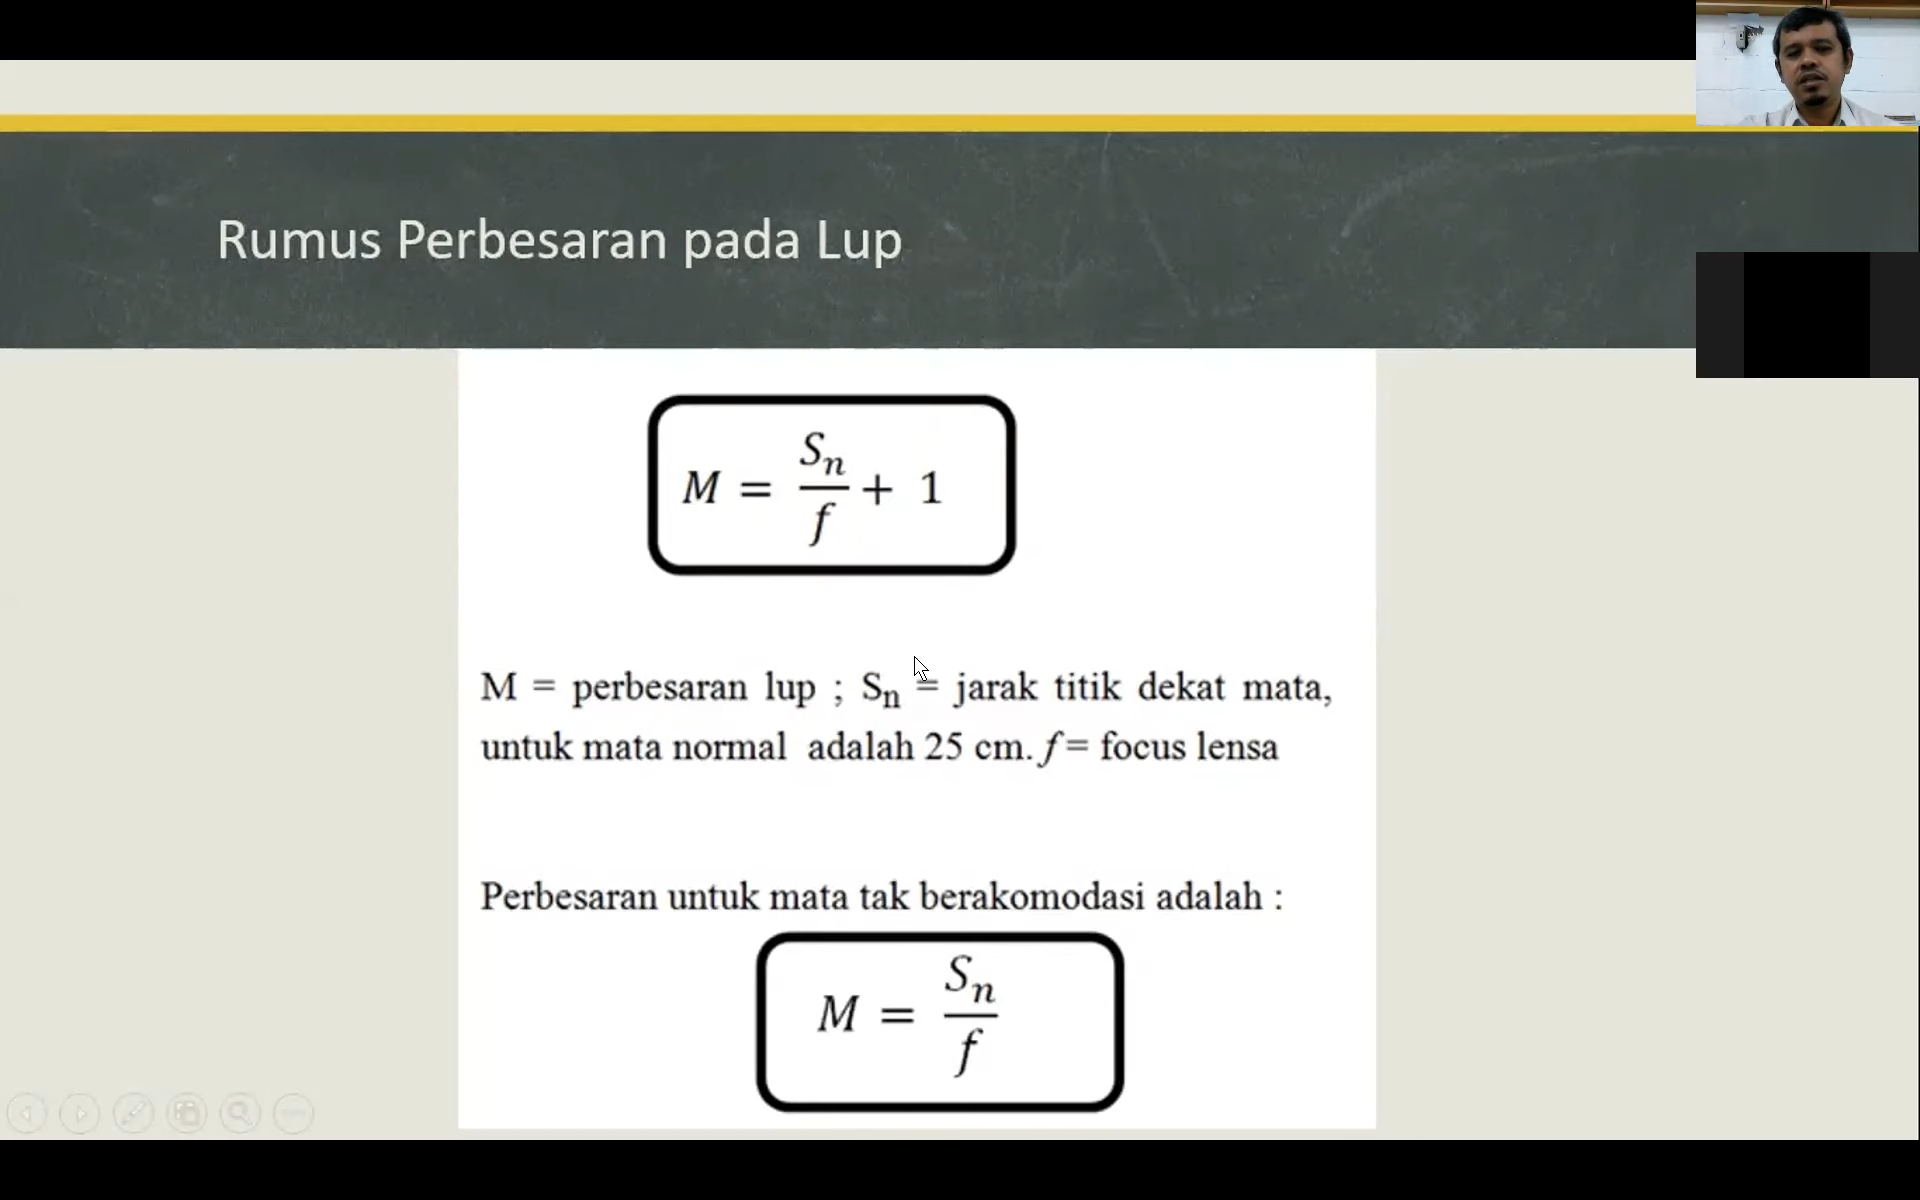 Rumus Perbesaran pada Lup
M = Sₙ/f + 1
M = perbesaran lup ; Sₙ = jarak titik dekat mata,
untuk mata normal adalah 25 cm. f = focus lensa
Perbesaran untuk mata tak berakomodasi adalah :
M = Sₙ/f